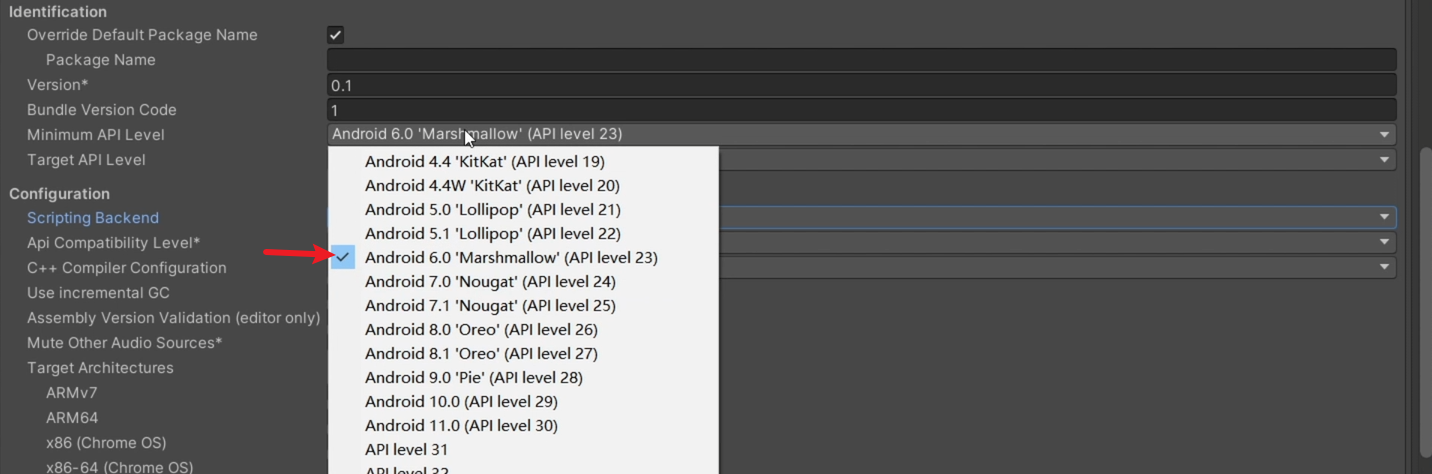 Identification
Override Default Package Name
Package Name
Version* 0.1
Bundle Version Code 1
Minimum API Level Android 6.0 'Marshmallow' (API level 23)
Target API Level
Android 4.4 'KitKat' (API level 19)
Android 4.4W 'KitKat' (API level 20)
Android 5.0 'Lollipop' (API level 21)
Android 5.1 'Lollipop' (API level 22)
Android 6.0 'Marshmallow' (API level 23)
Android 7.0 'Nougat' (API level 24)
Android 7.1 'Nougat' (API level 25)
Android 8.0 'Oreo' (API level 26)
Android 8.1 'Oreo' (API level 27)
Android 9.0 'Pie' (API level 28)
Android 10.0 (API level 29)
Android 11.0 (API level 30)
API level 31
API level 32
Configuration
Scripting Backend
Api Compatibility Level*
C++ Compiler Configuration
Use incremental GC
Assembly Version Validation (editor only)
Mute Other Audio Sources*
Target Architectures
ARMv7
ARM64
x86 (Chrome OS)
x86-64 (Chrome OS)